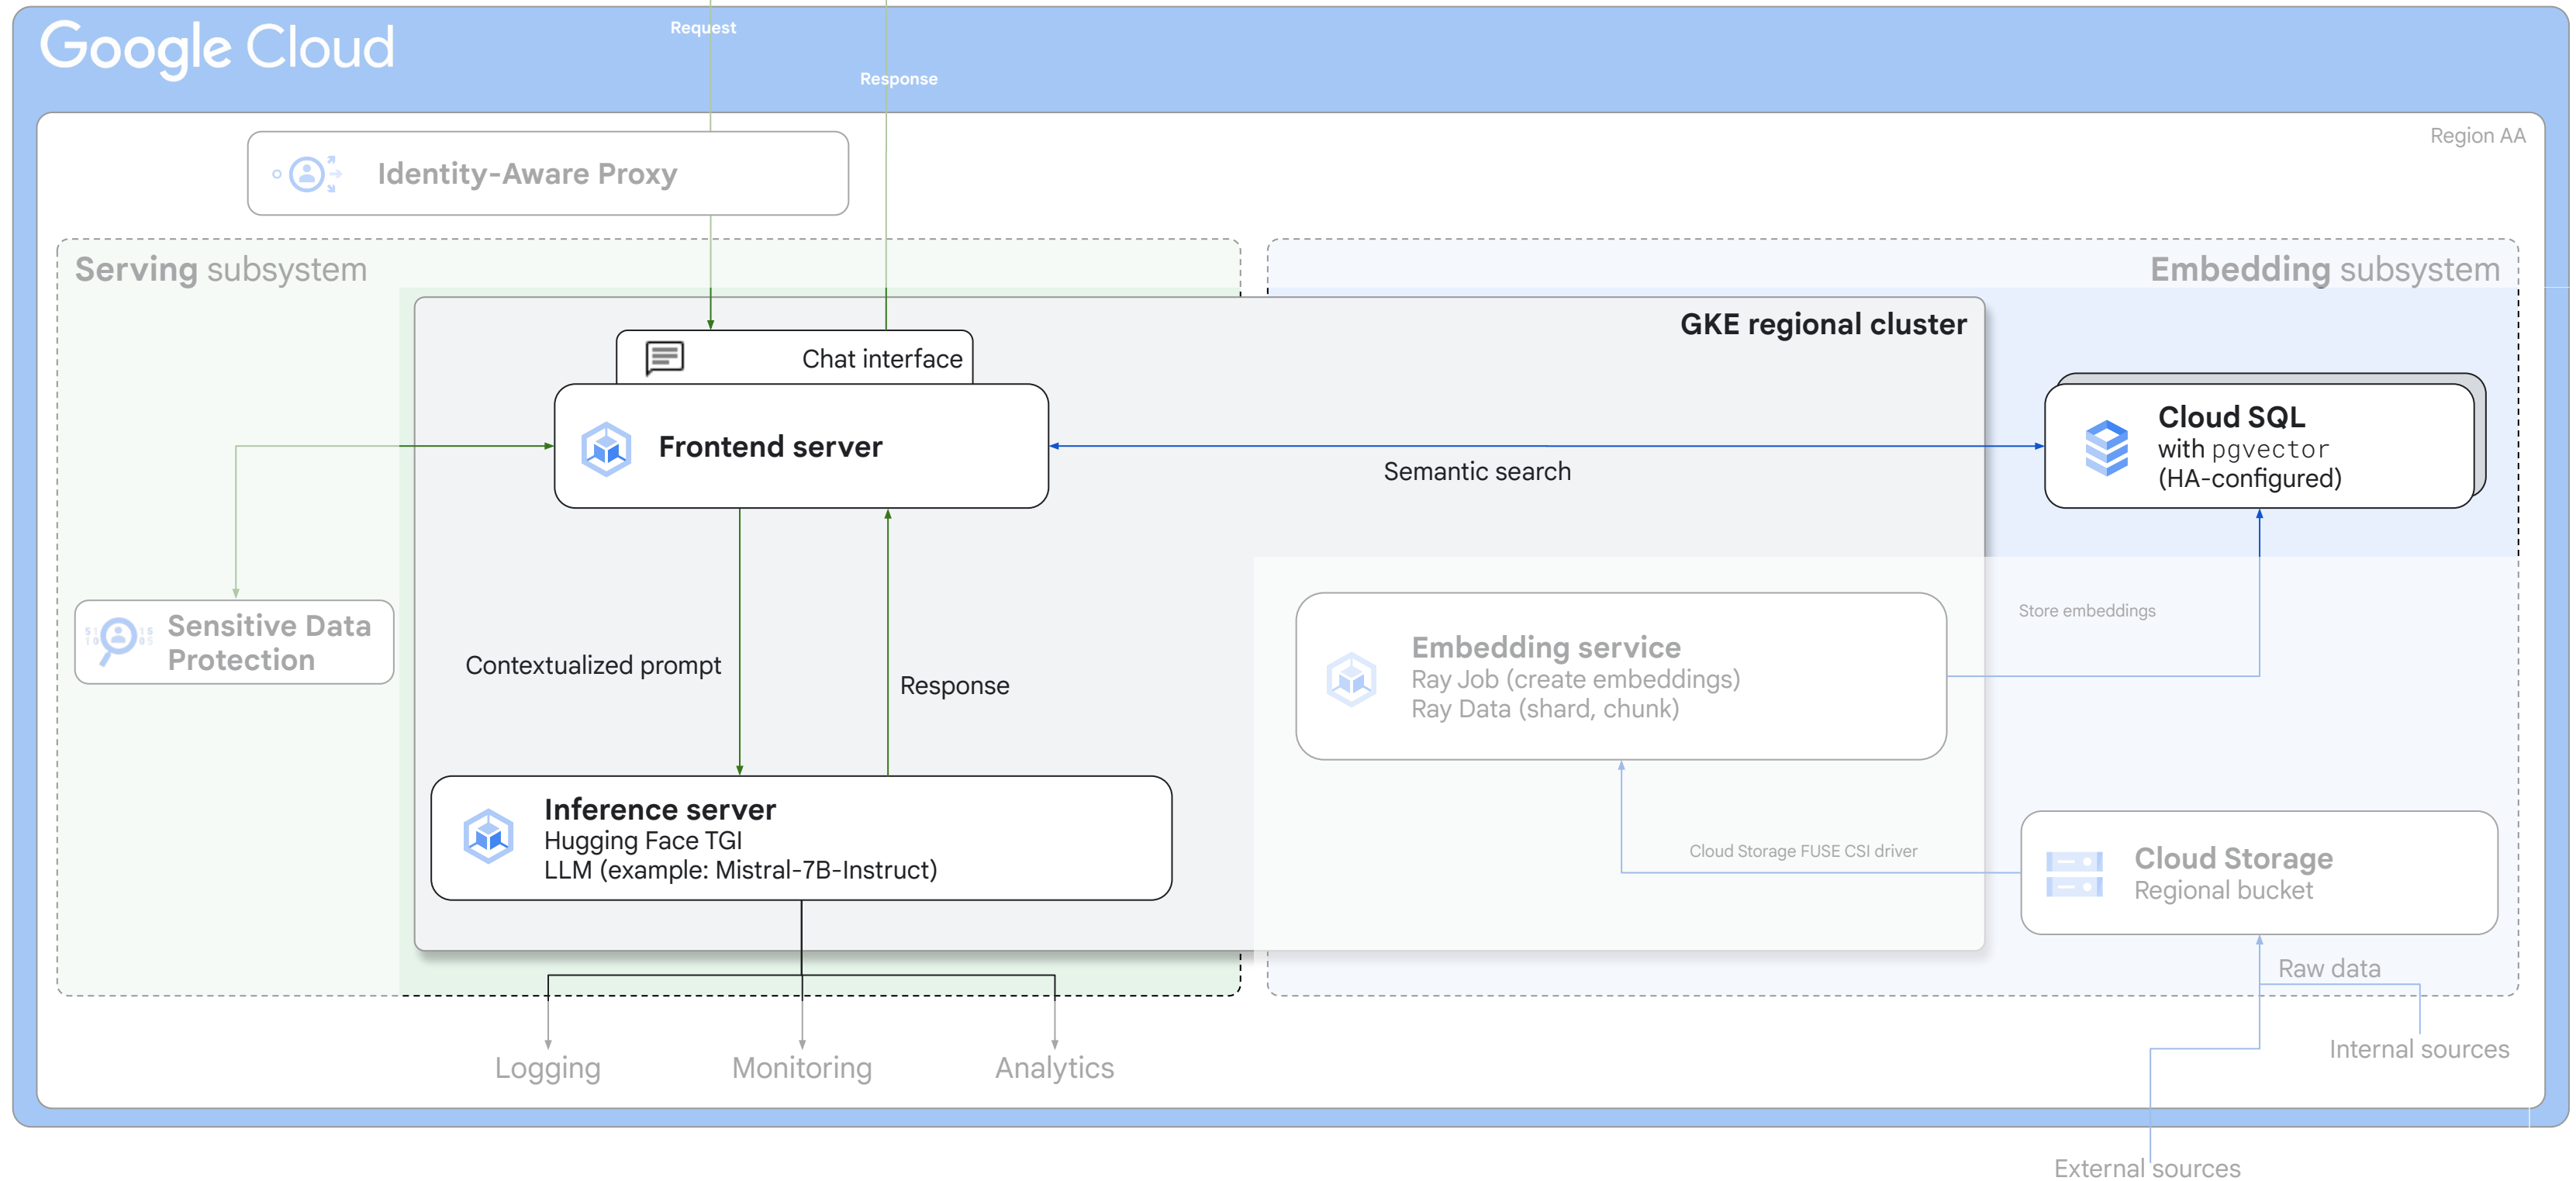 Request
Google Cloud
Response
Region AA
Identity-Aware Proxy
Serving subsystem
Embedding subsystem
GKE regional cluster
Chat interface
Frontend server
Semantic search
Cloud SQL
with pgvector
(HA-configured)
Sensitive Data
Protection
Contextualized prompt
Response
Embedding service
Ray Job (create embeddings)
Ray Data (shard, chunk)
Store embeddings
Inference server
Hugging Face TGI
LLM (example: Mistral-7B-Instruct)
Cloud Storage FUSE CSI driver
Cloud Storage
Regional bucket
Raw data
Internal sources
Logging
Monitoring
Analytics
External sources